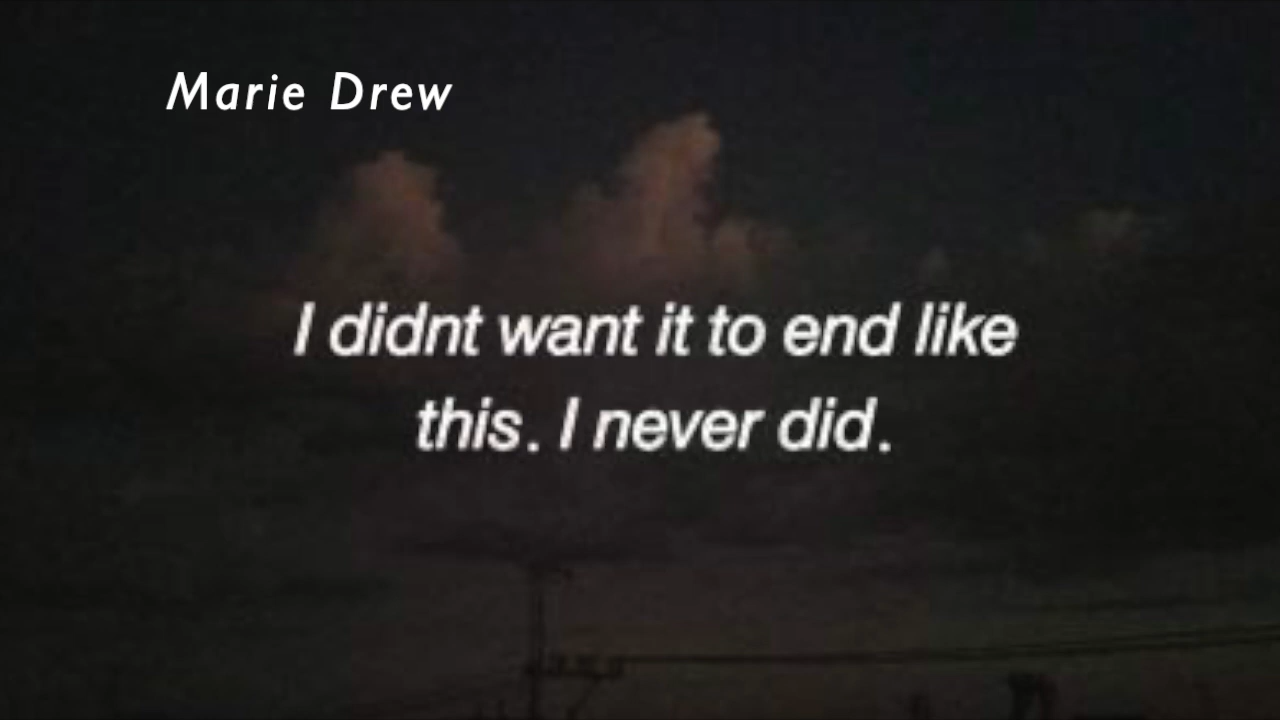 Marie Drew
I didnt want it to end like
this. I never did.